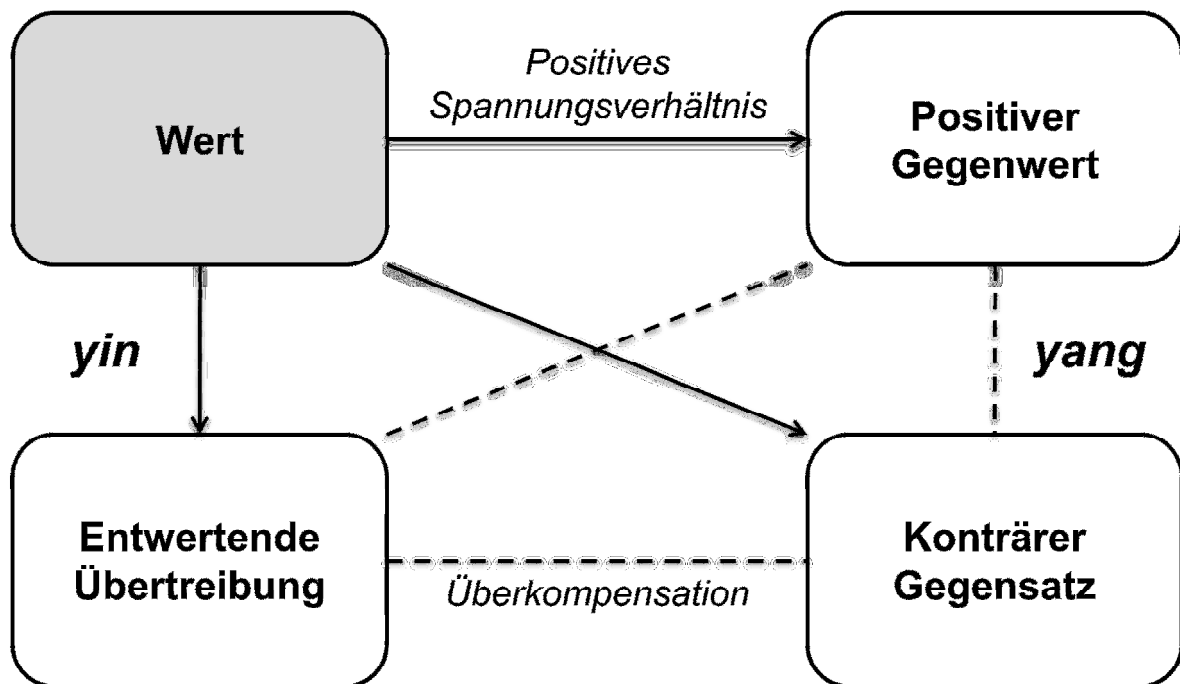 Positives
Spannungsverhältnis
Wert
Positiver
Gegenwert
yin
yang
Entwertende
Übertreibung
Überkompensation
Konträrer
Gegensatz